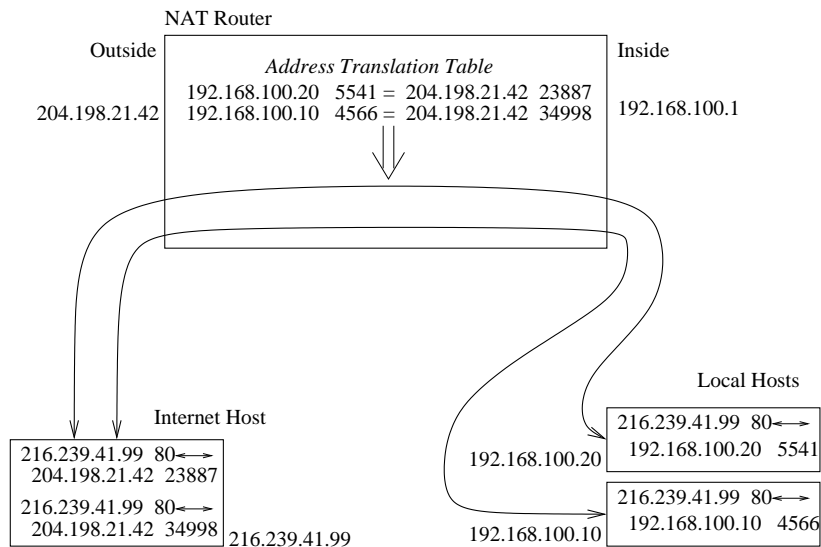 NAT Router
Outside
Inside
Address Translation Table
192.168.100.20 5541 = 204.198.21.42 23887
192.168.100.10 4566 = 204.198.21.42 34998
204.198.21.42
192.168.100.1
Local Hosts
Internet Host
216.239.41.99 80
204.198.21.42 23887
216.239.41.99 80
204.198.21.42 34998
216.239.41.99
216.239.41.99 80
192.168.100.20 5541
192.168.100.20
216.239.41.99 80
192.168.100.10 4566
192.168.100.10